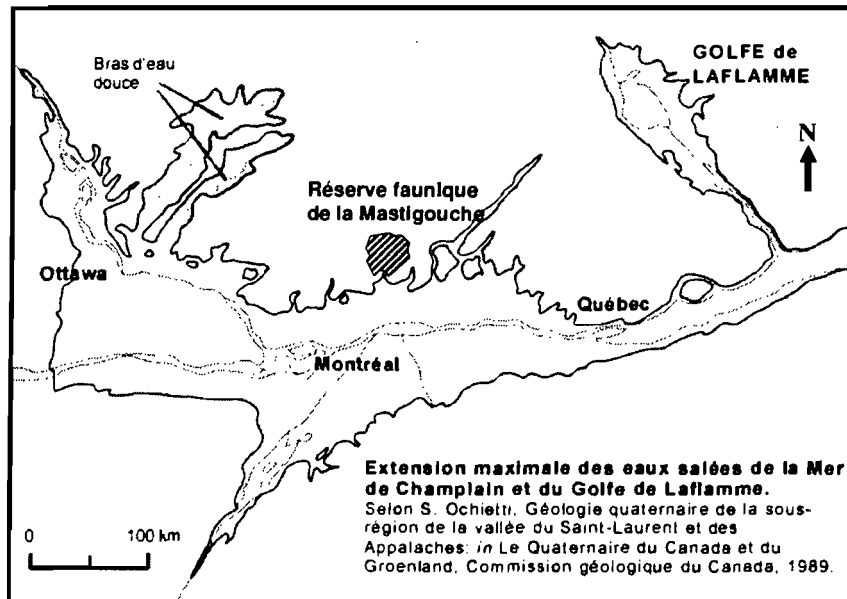 Bras d'eau
douce
GOLFE de
LAFLAMME
N
Réserve faunique
de la Mastigouche
Ottawa
Québec
Montréal
Extension maximale des eaux salées de la Mer
de Champlain et du Golfe de Laflamme.
Selon S. Ochietti, Géologie quaternaire de la sous-
région de la vallée du Saint-Laurent et des
Appalaches: in Le Quaternaire du Canada et du
Groenland, Commission géologique du Canada, 1989.
0 100 km